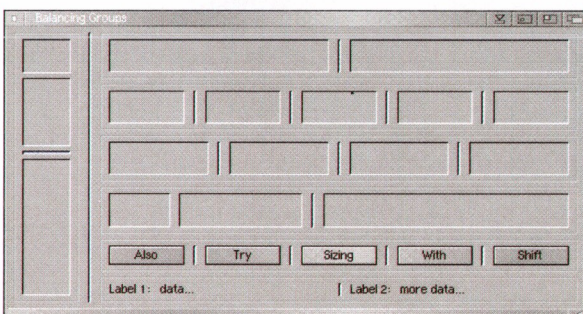 Balancing Groups
Also Try Sizing With Shift
Label 1: data... Label 2: more data...